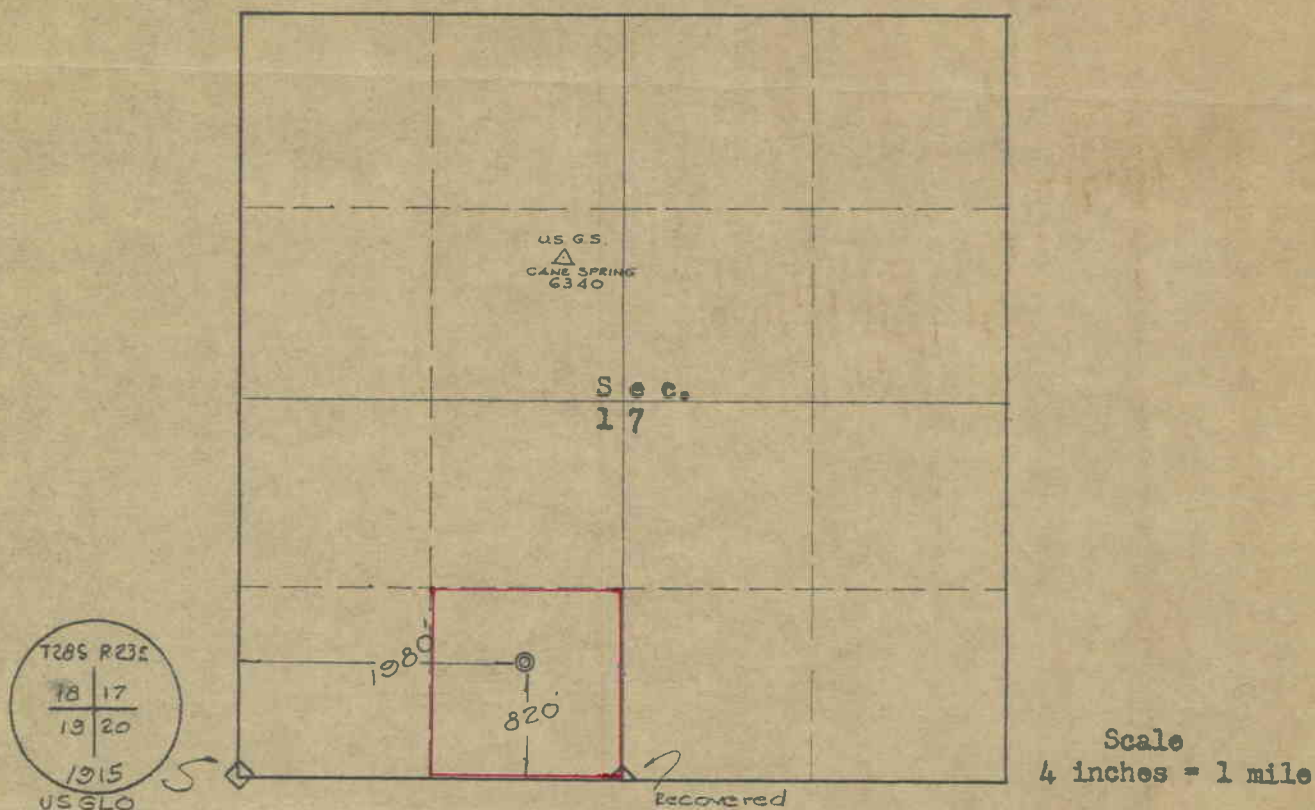 U.S.G.S.
CANE SPRING
6340
Sec.
17
1980'
820'
T28S R23E
18 17
19 20
1915
US GLO
Recovered
Scale
4 inches = 1 mile